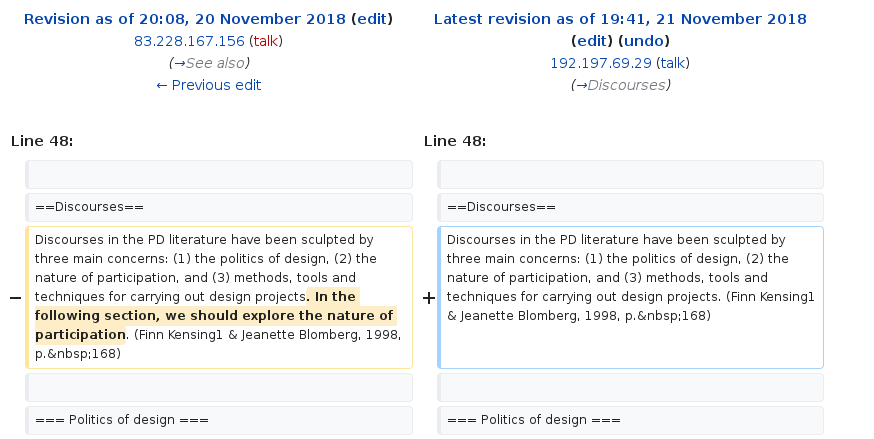 Revision as of 20:08, 20 November 2018 (edit)
83.228.167.156 (talk)
(→See also)
← Previous edit
Latest revision as of 19:41, 21 November 2018
(edit) (undo)
192.197.69.29 (talk)
(→Discourses)
Line 48:
Line 48:
==Discourses==
==Discourses==
− Discourses in the PD literature have been sculpted by
three main concerns: (1) the politics of design, (2) the
nature of participation, and (3) methods, tools and
techniques for carrying out design projects. In the
following section, we should explore the nature of
participation. (Finn Kensing1 & Jeanette Blomberg, 1998,
p.&nbsp;168)
+ Discourses in the PD literature have been sculpted by
three main concerns: (1) the politics of design, (2) the
nature of participation, and (3) methods, tools and
techniques for carrying out design projects. (Finn Kensing1
& Jeanette Blomberg, 1998, p.&nbsp;168)
=== Politics of design ===
=== Politics of design ===